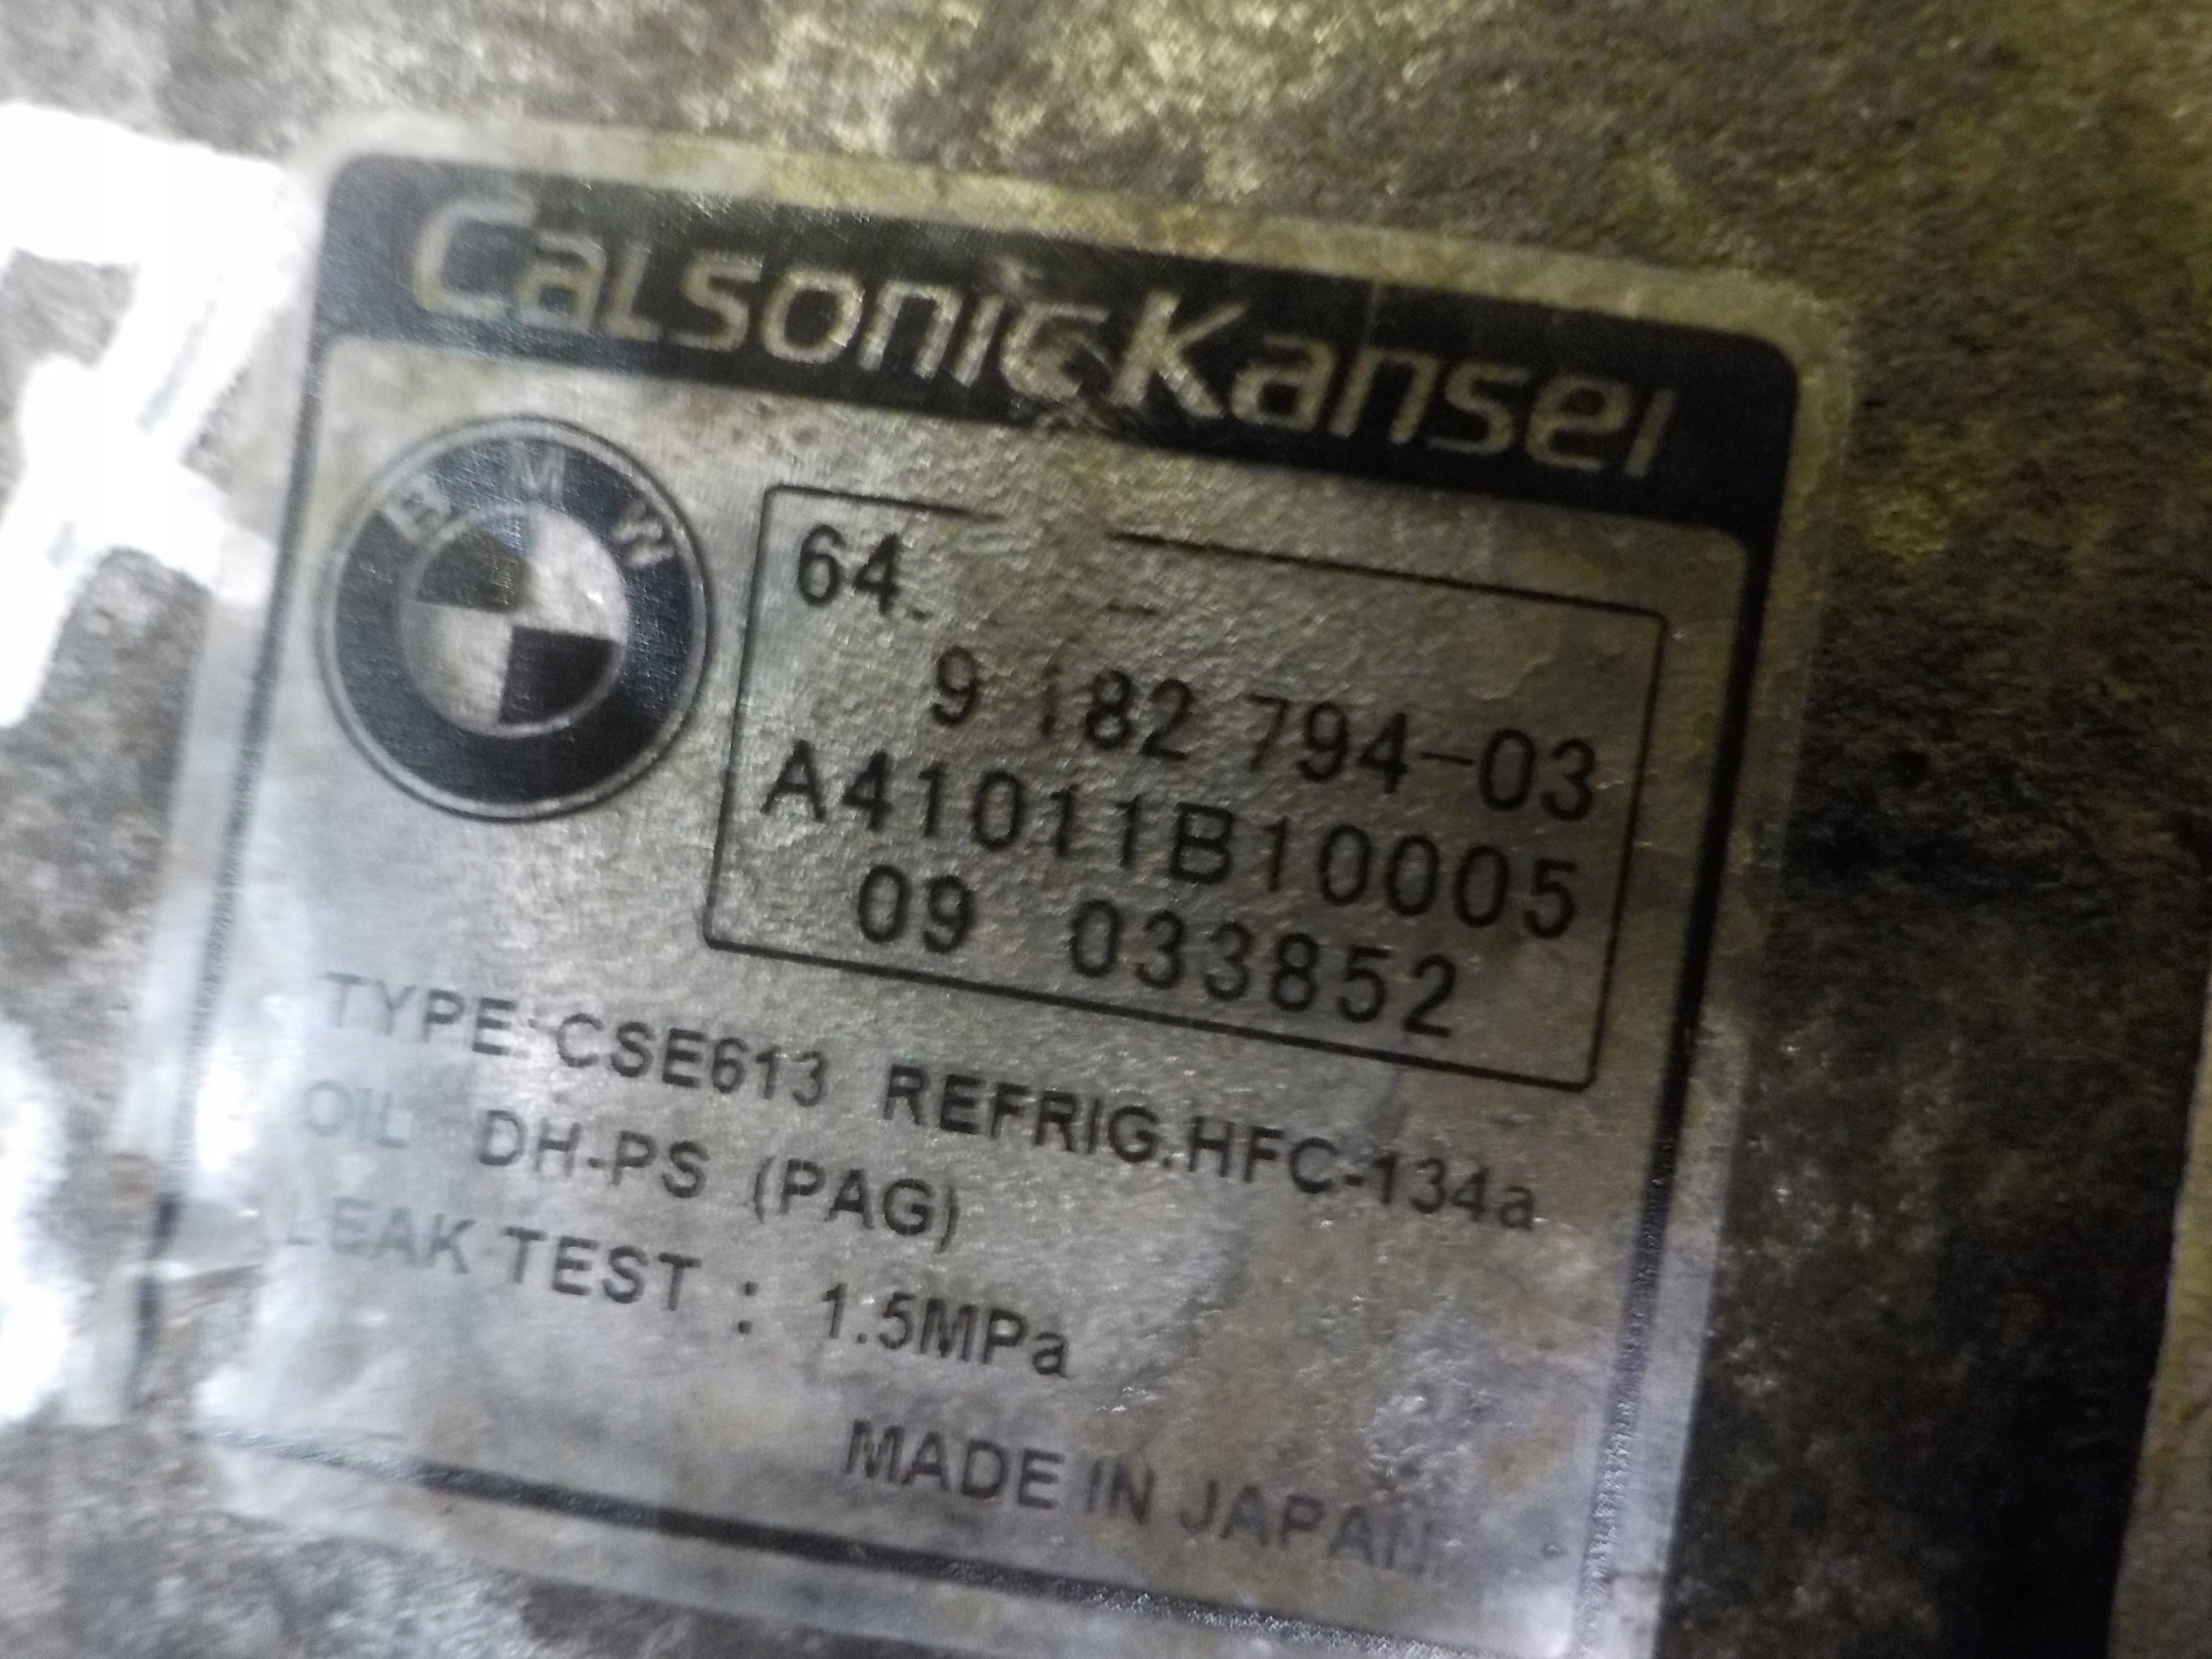 CalsonicKansei
BMW
64.
9 182 794-03
A41011B10005
09 033852
TYPE:CSE613 REFRIG.HFC-134a
OIL DH-PS (PAG)
LEAK TEST : 1.5MPa
MADE IN JAPAN